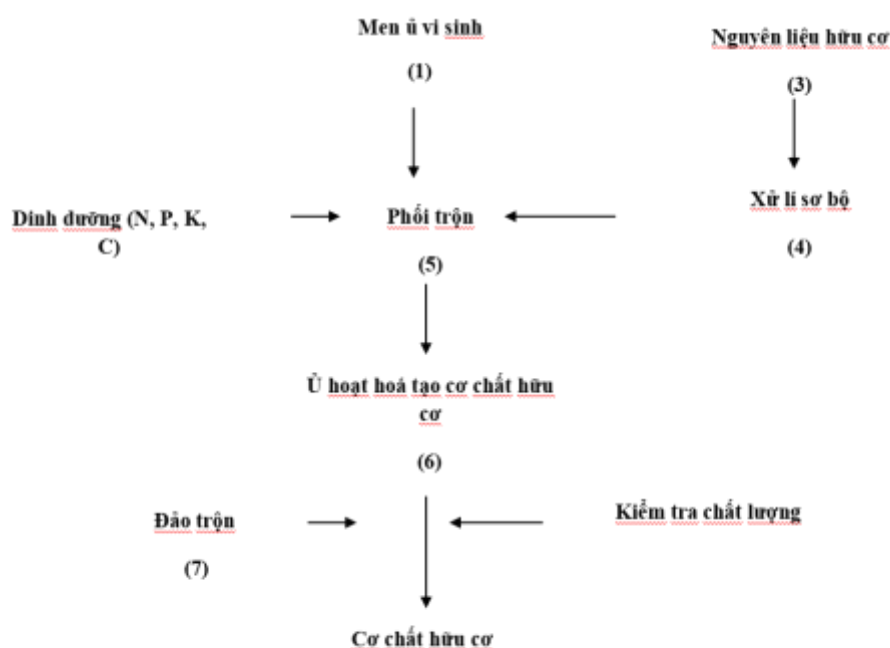 Men ủ vi sinh
(1)
Nguyên liệu hữu cơ
(3)
Dinh dưỡng (N, P, K,
C)
Phối trộn
(5)
Xử lí sơ bộ
(4)
Ủ hoạt hoá tạo cơ chất hữu
cơ
(6)
Đảo trộn
(7)
Kiểm tra chất lượng
Cơ chất hữu cơ